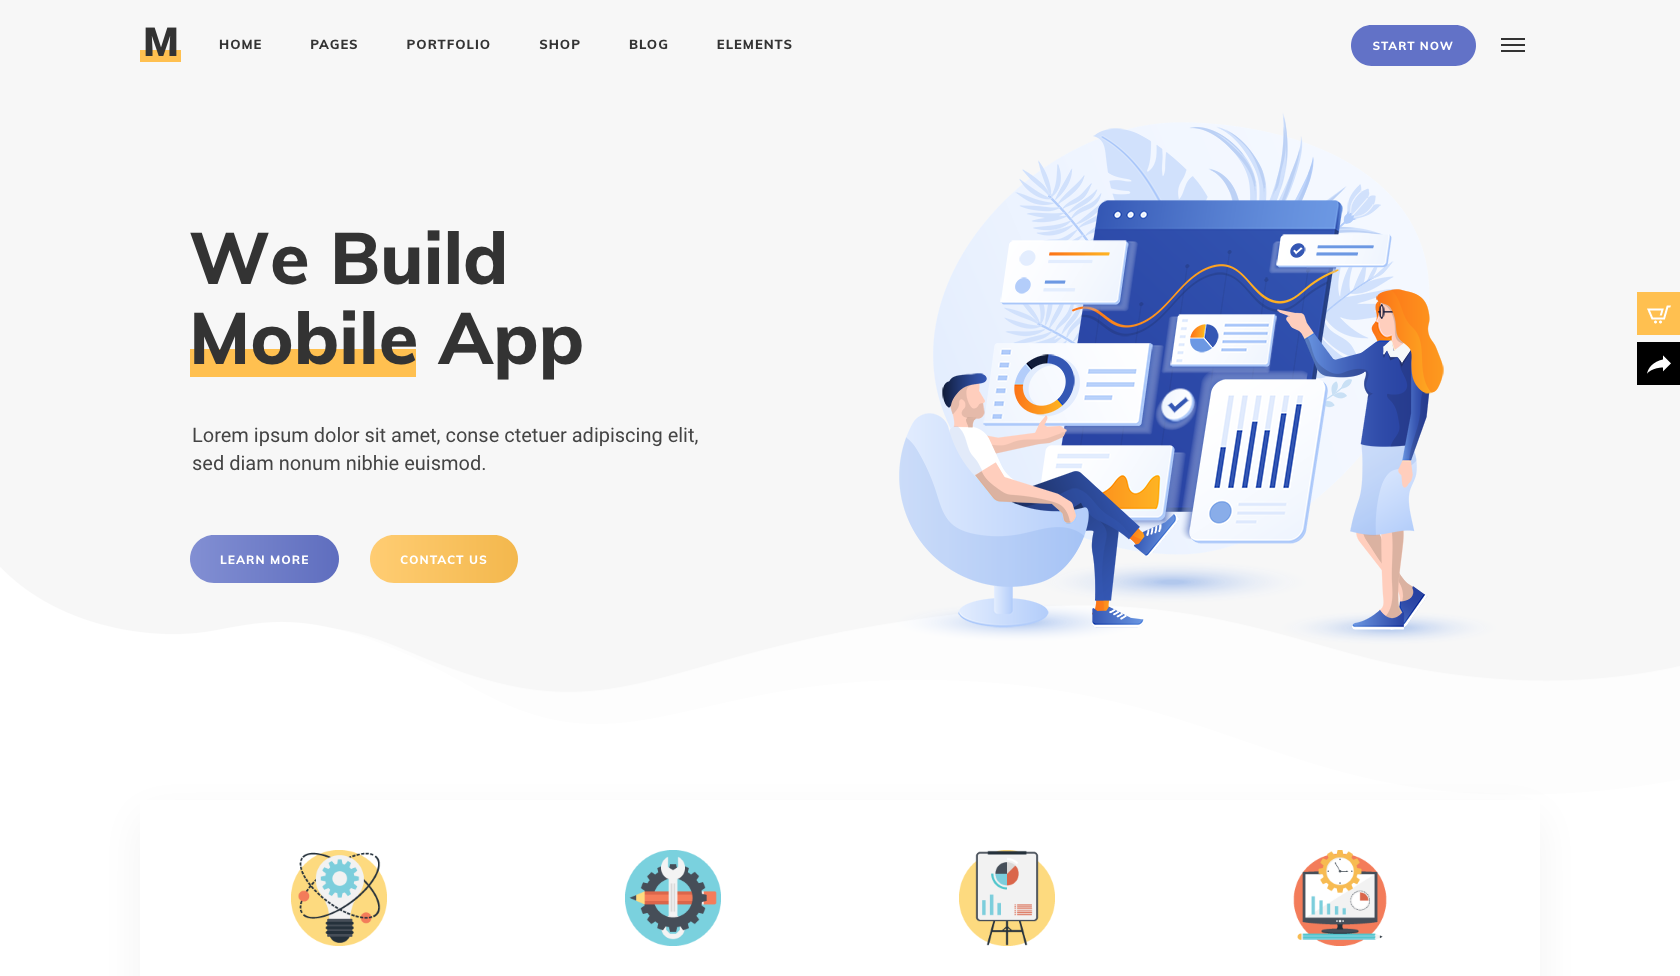 M
HOME PAGES PORTFOLIO SHOP BLOG ELEMENTS
START NOW
We Build
Mobile App
Lorem ipsum dolor sit amet, conse ctetuer adipiscing elit,
sed diam nonum nibhie euismod.
LEARN MORE
CONTACT US